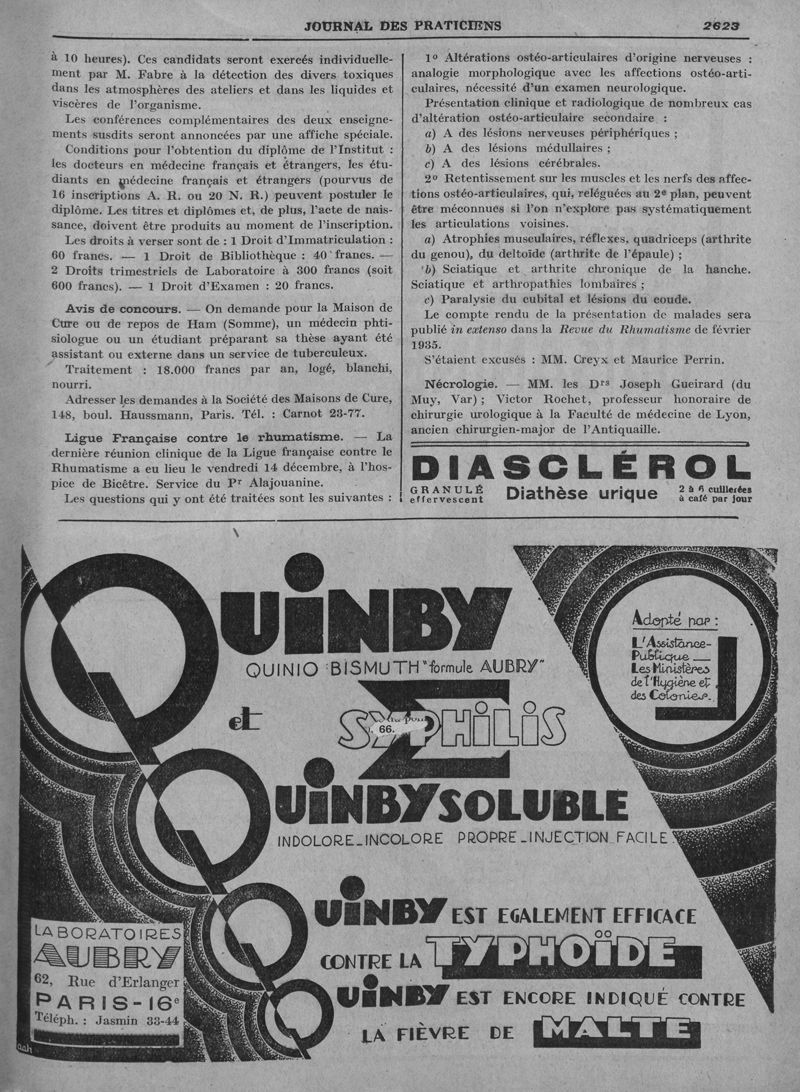 JOURNAL DES PRATICIENS
2623
à 10 heures). Ces candidats seront exercés individuelle-
ment par M. Fabre à la détection des divers toxiques
dans les atmosphères des ateliers et dans les liquides et
viscères de l'organisme.
Les conférences complémentaires des deux enseigne-
ments susdits seront annoncées par une affiche spéciale.
Conditions pour l'obtention du diplôme de l'Institut :
les docteurs en médecine français et étrangers, les étu-
diants en médecine français et étrangers (pourvus de
16 inscriptions A. R. ou 20 N. R.) peuvent postuler le
diplôme. Les titres et diplômes et, de plus, l'acte de nais-
sance, doivent être produits au moment de l'inscription.
Les droits à verser sont de : 1 Droit d'Immatriculation :
60 francs. — 1 Droit de Bibliothèque : 40 francs. —
2 Droits trimestriels de Laboratoire à 300 francs (soit
600 francs). — 1 Droit d'Examen : 20 francs.
Avis de concours. — On demande pour la Maison de
Cure ou de repos de Ham (Somme), un médecin phti-
siologue ou un étudiant préparant sa thèse ayant été
assistant ou externe dans un service de tuberculeux.
Traitement : 18.000 francs par an, logé, blanchi,
nourri.
Adresser les demandes à la Société des Maisons de Cure,
148, boul. Haussmann, Paris. Tél. : Carnot 23-77.
Ligue Française contre le rhumatisme. — La
dernière réunion clinique de la Ligue française contre le
Rhumatisme a eu lieu le vendredi 14 décembre, à l'hos-
pice de Bicêtre. Service du Pr Alajouanine.
Les questions qui y ont été traitées sont les suivantes :
1o Altérations ostéo-articulaires d'origine nerveuses :
analogie morphologique avec les affections ostéo-arti-
culaires, nécessité d'un examen neurologique.
Présentation clinique et radiologique de nombreux cas
d'altération ostéo-articulaire secondaire :
a) A des lésions nerveuses périphériques ;
b) A des lésions médullaires ;
c) A des lésions cérébrales.
2o Retentissement sur les muscles et les nerfs des affec-
tions ostéo-articulaires, qui, reléguées au 2e plan, peuvent
être méconnues si l'on n'explore pas systématiquement
les articulations voisines.
a) Atrophies museulaires, réflexes, quadriceps (arthrite
du genou), du deltoïde (arthrite de l'épaule) ;
b) Sciatique et arthrite chronique de la hanche.
Sciatique et arthropathies lombaires ;
c) Paralysie du cubital et lésions du coude.
Le compte rendu de la présentation de malades sera
publié in extenso dans la Revue du Rhumatisme de février
1935.
S'étaient excusés : MM. Creyx et Maurice Perrin.
Nécrologie. — MM. les Drs Joseph Gueirard (du
Muy, Var) ; Victor Rochet, professeur honoraire de
chirurgie urologique à la Faculté de médecine de Lyon,
ancien chirurgien-major de l'Antiquaille.
DIASCLÉROL
GRANULÉ
effervescent
Diathèse urique
2 à 6 cuillerées
à café par jour
QUINBY
QUINIO BISMUTH "formule AUBRY"
et
SYPHILIS
66.
QUINBY SOLUBLE
INDOLORE_INCOLORE PROPRE_INJECTION FACILE
Adopté par :
L'Assistance-
Publique__
Les Ministères
de l'Hygiène et
des Colonies.
QUINBY EST EGALEMENT EFFICACE
CONTRE LA TYPHOÏDE
QUINBY EST ENCORE INDIQUÉ CONTRE
LA FIÈVRE DE MALTE
LABORATOIRES
AUBRY
62, Rue d'Erlanger
PARIS-16e
Téléph. : Jasmin 33-44